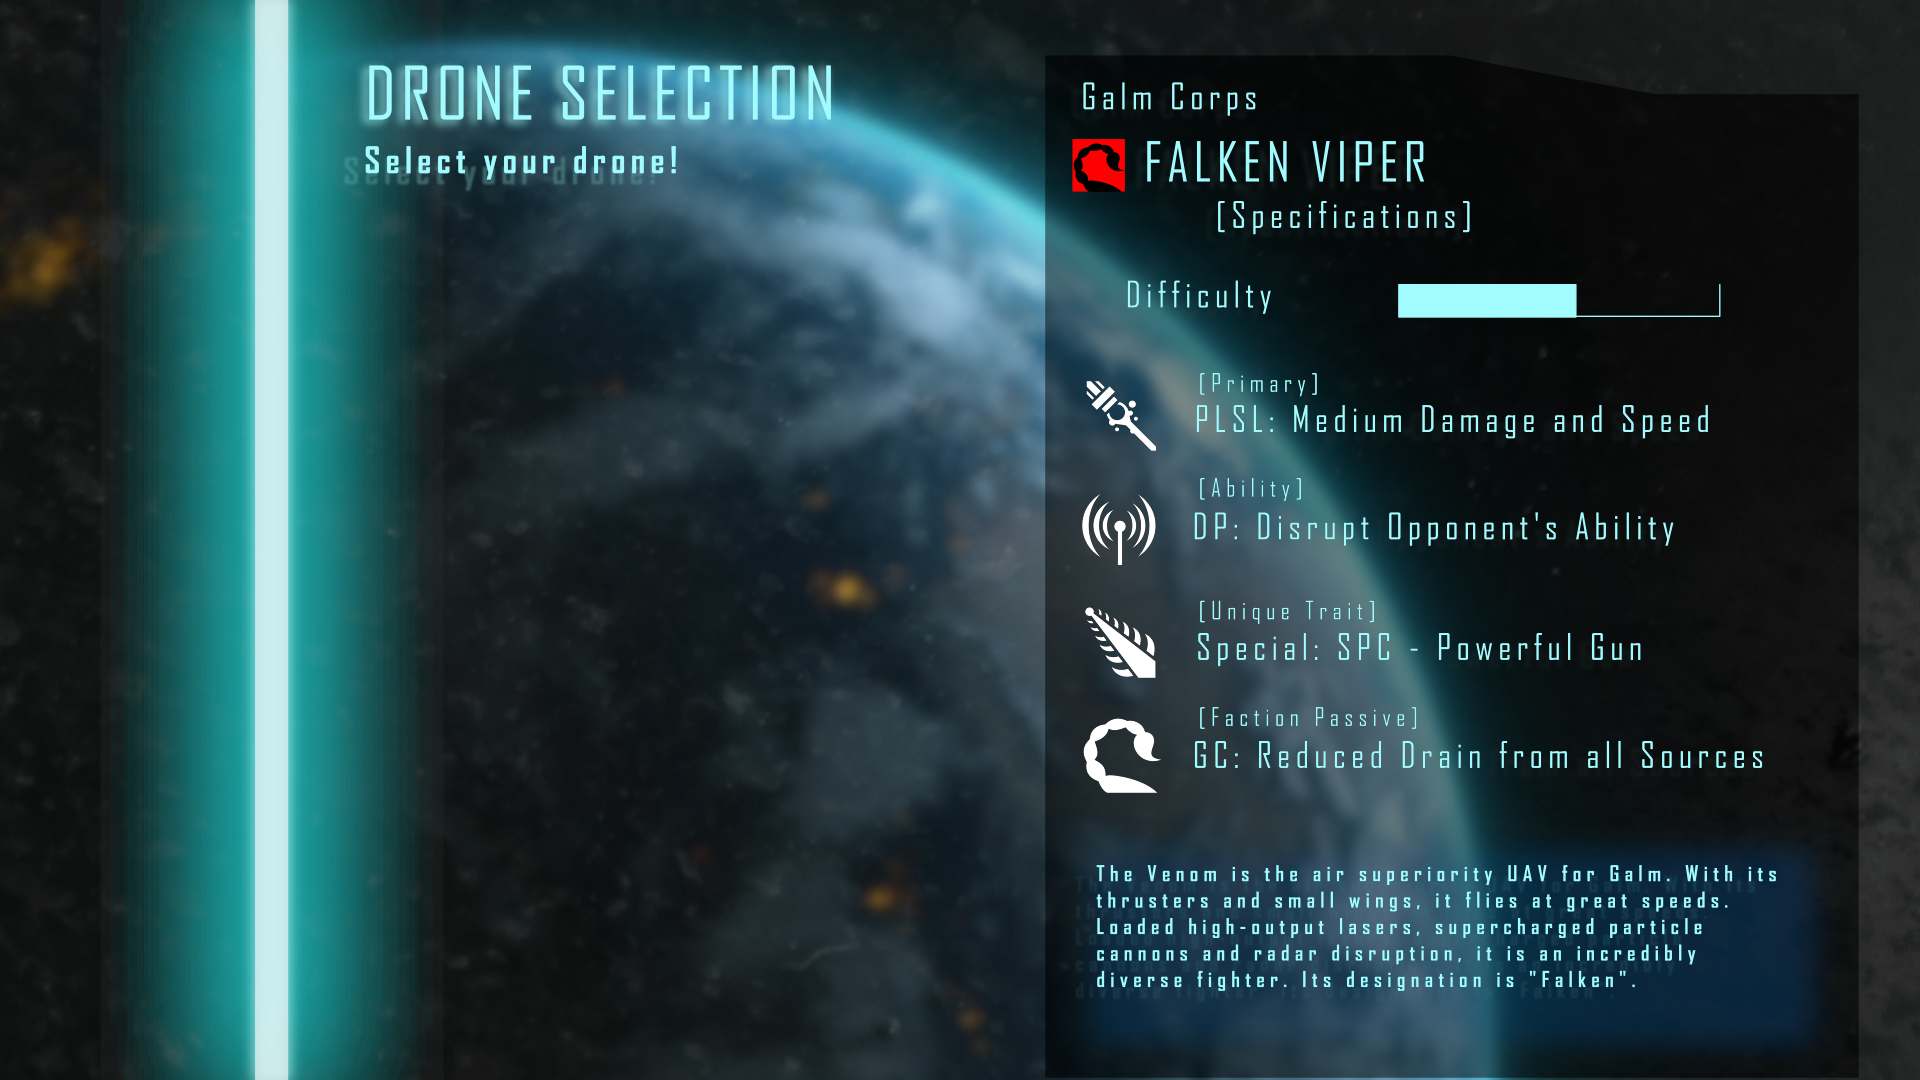 DRONE SELECTION
Select your drone!
Galm Corps
FALKEN VIPER
[Specifications]
Difficulty
[Primary]
PLSL: Medium Damage and Speed
[Ability]
DP: Disrupt Opponent's Ability
[Unique Trait]
Special: SPC - Powerful Gun
[Faction Passive]
GC: Reduced Drain from all Sources
The Venom is the air superiority UAV for Galm. With its
thrusters and small wings, it flies at great speeds.
Loaded high-output lasers, supercharged particle
cannons and radar disruption, it is an incredibly
diverse fighter. Its designation is "Falken".